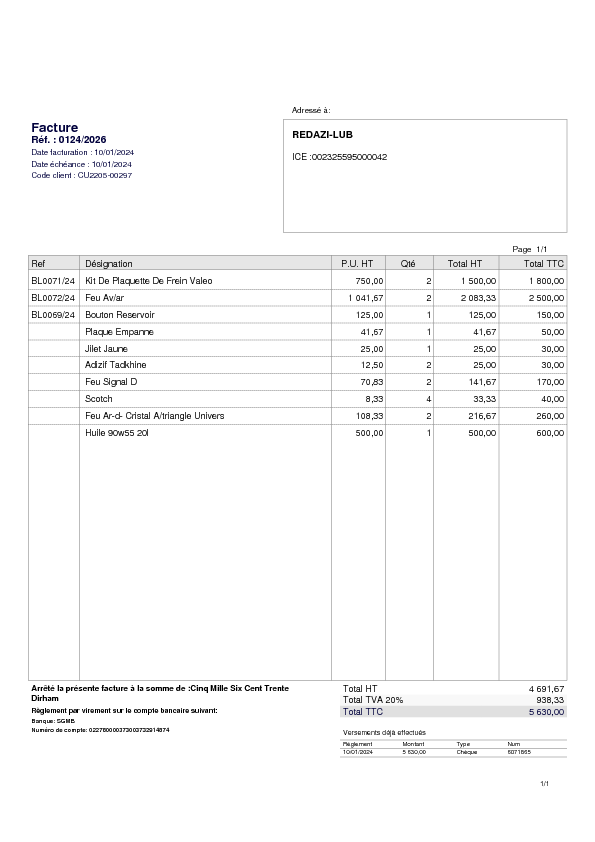 Adressé à:
Facture
Réf. : 0124/2026
Date facturation : 10/01/2024
Date échéance : 10/01/2024
Code client : CU2205-00297
REDAZI-LUB
ICE :002325595000042
Page 1/1
Ref Désignation P.U. HT Qté Total HT Total TTC
BL0071/24 Kit De Plaquette De Frein Valeo 750,00 2 1 500,00 1 800,00
BL0072/24 Feu Av/ar 1 041,67 2 2 083,33 2 500,00
BL0069/24 Bouton Reservoir 125,00 1 125,00 150,00
Plaque Empanne 41,67 1 41,67 50,00
Jilet Jaune 25,00 1 25,00 30,00
Adizif Tadkhine 12,50 2 25,00 30,00
Feu Signal D 70,83 2 141,67 170,00
Scotch 8,33 4 33,33 40,00
Feu Ar-d- Cristal A/triangle Univers 108,33 2 216,67 260,00
Huile 90w55 20l 500,00 1 500,00 600,00
Arrêté la présente facture à la somme de :Cinq Mille Six Cent Trente
Dirham
Règlement par virement sur le compte bancaire suivant:
Banque: SGMB
Numéro de compte:
Total HT 4 691,67
Total TVA 20% 938,33
Total TTC 5 630,00
Versements déjà effectués
Règlement Montant Type Num
10/01/2024 5 630,00 Chèque 6071865
1/1